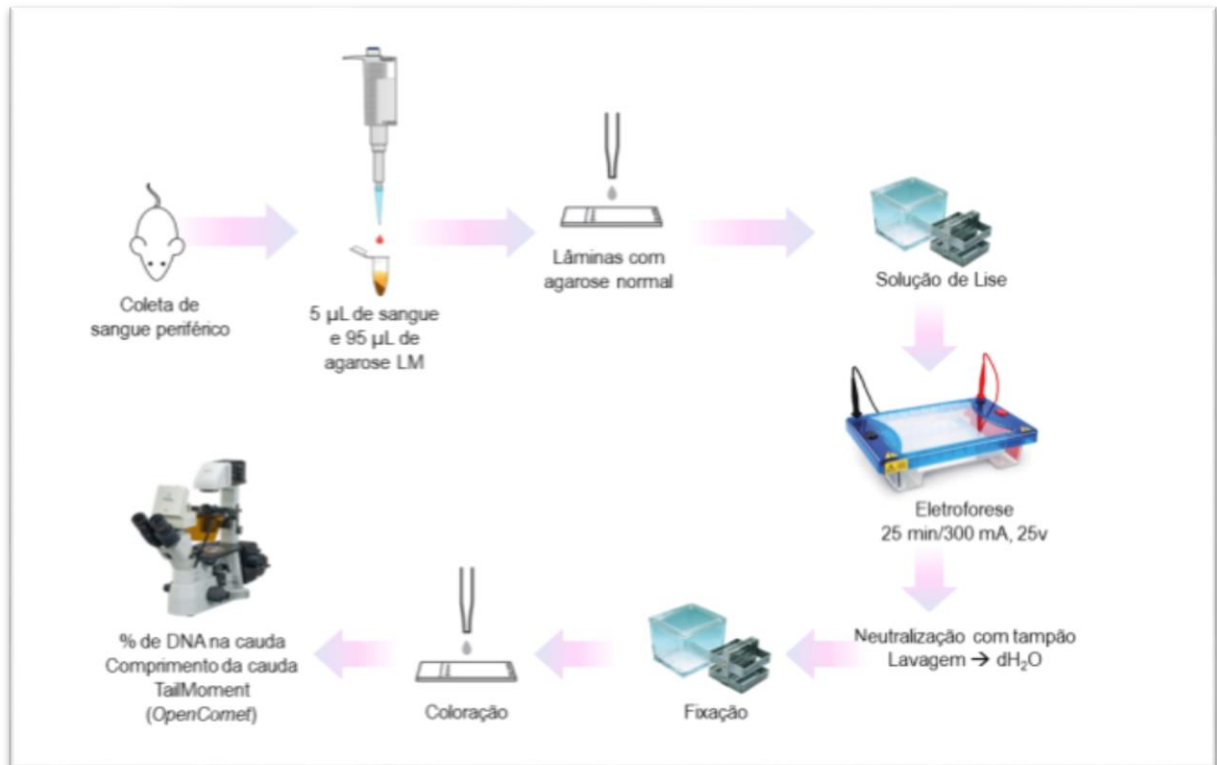 Coleta de
sangue periférico
5 µL de sangue
e 95 µL de
agarose LM
Lâminas com
agarose normal
Solução de Lise
Eletroforese
25 min/300 mA, 25v
Neutralização com tampão
Lavagem → dH₂O
Fixação
Coloração
% de DNA na cauda
Comprimento da cauda
TailMoment
(OpenComet)